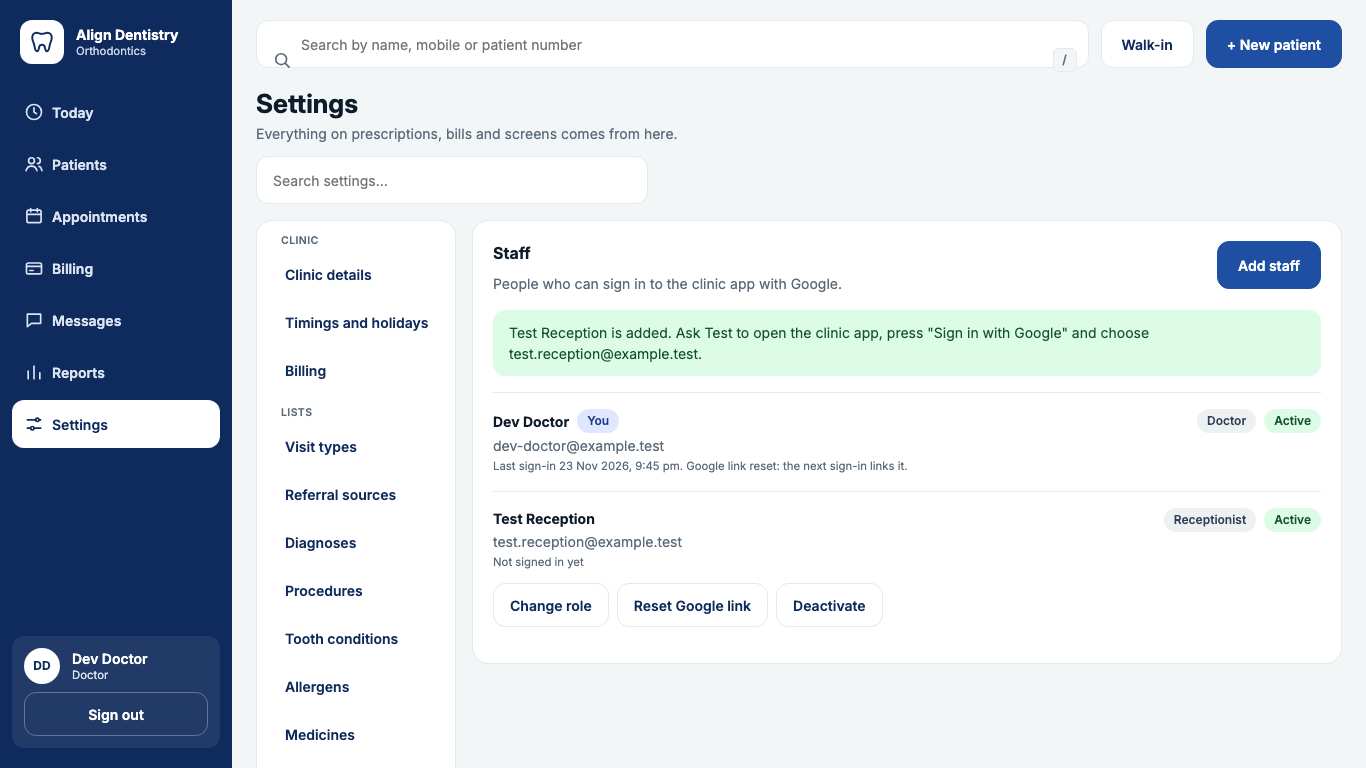 Align Dentistry
Orthodontics
Today
Patients
Appointments
Billing
Messages
Reports
Settings
DD
Dev Doctor
Doctor
Sign out
Search by name, mobile or patient number
/
Walk-in
+ New patient
Settings
Everything on prescriptions, bills and screens comes from here.
Search settings...
CLINIC
Clinic details
Timings and holidays
Billing
LISTS
Visit types
Referral sources
Diagnoses
Procedures
Tooth conditions
Allergens
Medicines
Staff
People who can sign in to the clinic app with Google.
Add staff
Test Reception is added. Ask Test to open the clinic app, press "Sign in with Google" and choose
test.reception@example.test.
Dev Doctor You Doctor Active
dev-doctor@example.test
Last sign-in 23 Nov 2026, 9:45 pm. Google link reset: the next sign-in links it.
Test Reception Receptionist Active
test.reception@example.test
Not signed in yet
Change role Reset Google link Deactivate